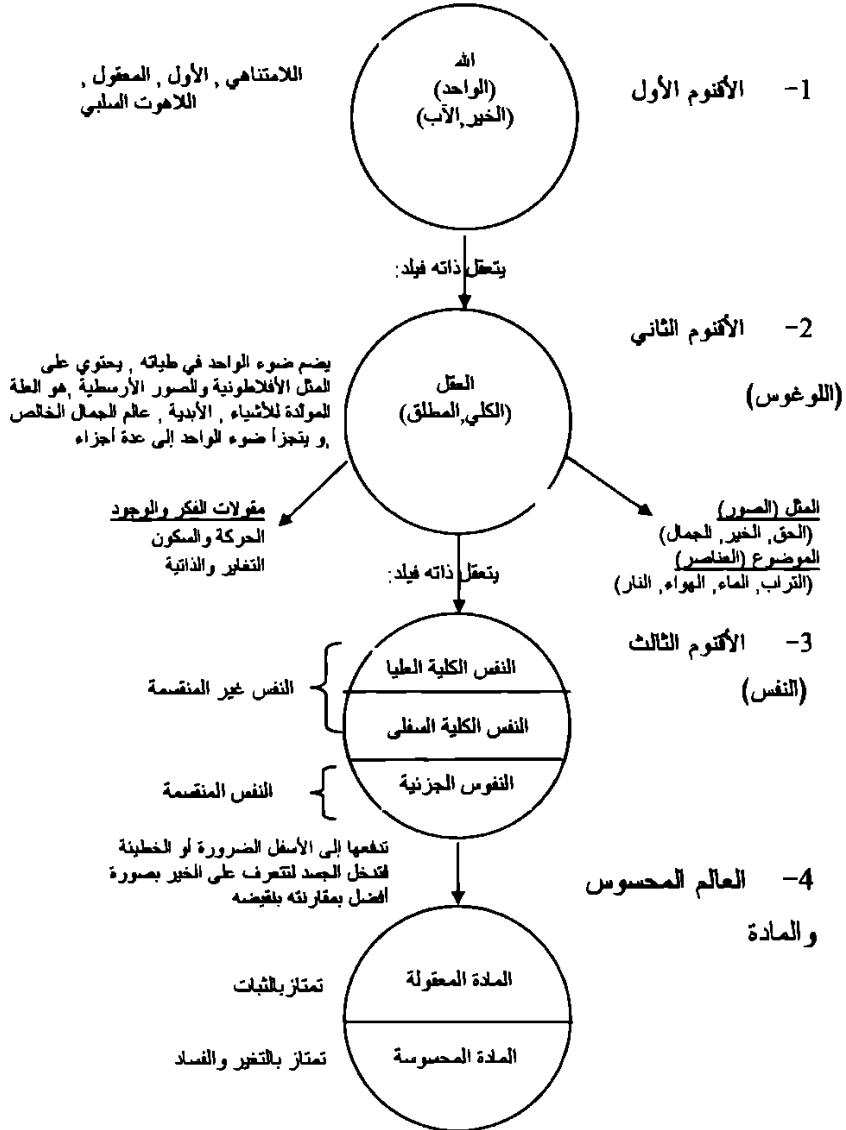 1- الأقنوم الأول
الله
(الواحد)
(الخير, الآب)
اللامتناهي , الأول , المعقول ,
اللاهوت السلبي
يتعقل ذاته فيلد:
2- الأقنوم الثاني
(اللوغوس)
العقل
(الكلي, المطلق)
يضم ضوء الواحد في طياته , يحتوي على
المثل الأفلاطونية والصور الأرسطية , هو العلة
المولدة للأشياء , الأبدية , عالم الجمال الخالص
, و يتجزأ ضوء الواحد إلى عدة أجزاء
المثل (الصور)
(الحق, الخير, الجمال)
الموضوع (العناصر)
(التراب, الماء, الهواء, النار)
مقولات الفكر والوجود
الحركة والسكون
التغاير والذاتية
يتعقل ذاته فيلد:
3- الأقنوم الثالث
(النفس)
النفس الكلية العليا
النفس الكلية السفلى
النفوس الجزئية
النفس غير المنقسمة
النفس المنقسمة
تدفعها إلى الأسفل الضرورة أو الخطيئة
فتدخل الجسد لتتعرف على الخير بصورة
أفضل بمقارنته بنقيضه
4- العالم المحسوس
والمادة
المادة المعقولة
تمتاز بالثبات
المادة المحسوسة
تمتاز بالتغير والفساد